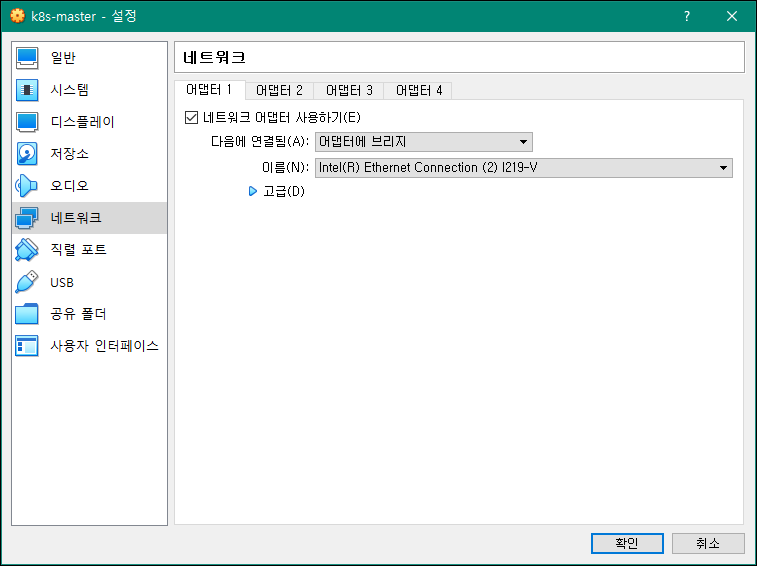 k8s-master - 설정
?
일반
시스템
디스플레이
저장소
오디오
네트워크
직렬 포트
USB
공유 폴더
사용자 인터페이스
네트워크
어댑터 1 어댑터 2 어댑터 3 어댑터 4
네트워크 어댑터 사용하기(E)
다음에 연결됨(A): 어댑터에 브리지
이름(N): Intel(R) Ethernet Connection (2) I219-V
고급(D)
확인 취소